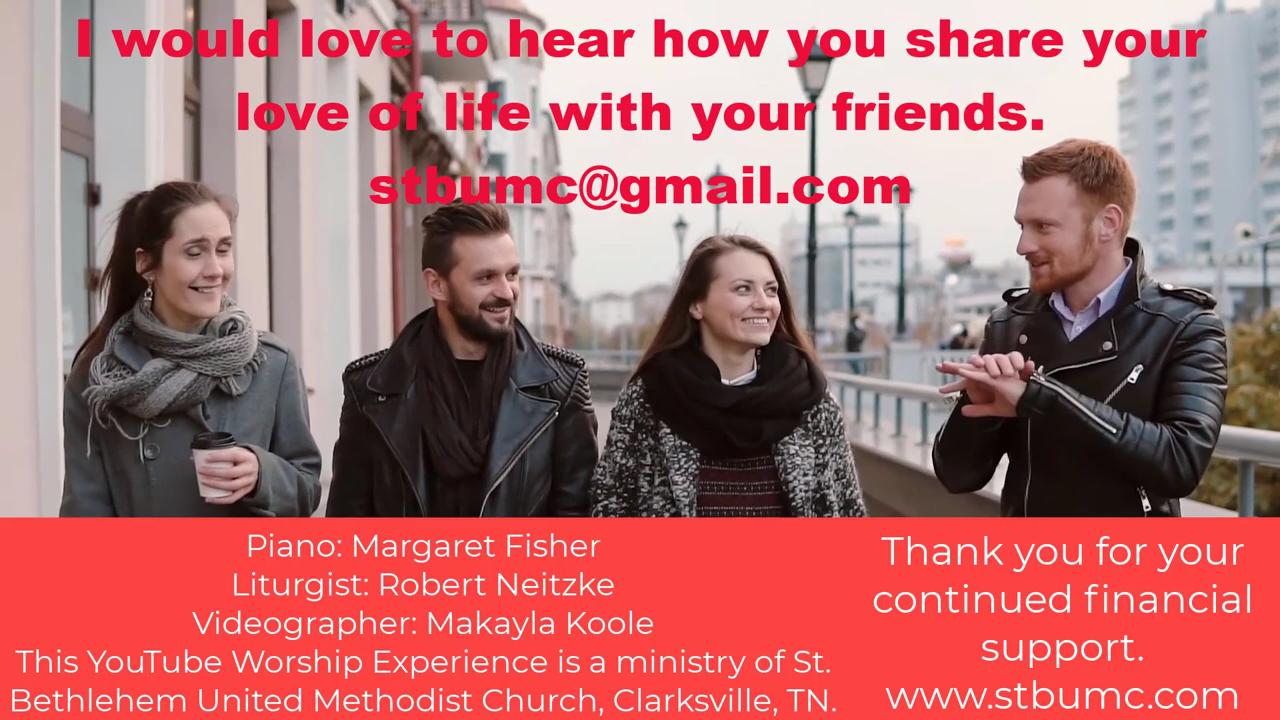 I would love to hear how you share your
love of life with your friends.
stbumc@gmail.com
Piano: Margaret Fisher
Liturgist: Robert Neitzke
Videographer: Makayla Koole
This YouTube Worship Experience is a ministry of St.
Bethlehem United Methodist Church, Clarksville, TN.
Thank you for your
continued financial
support.
www.stbumc.com